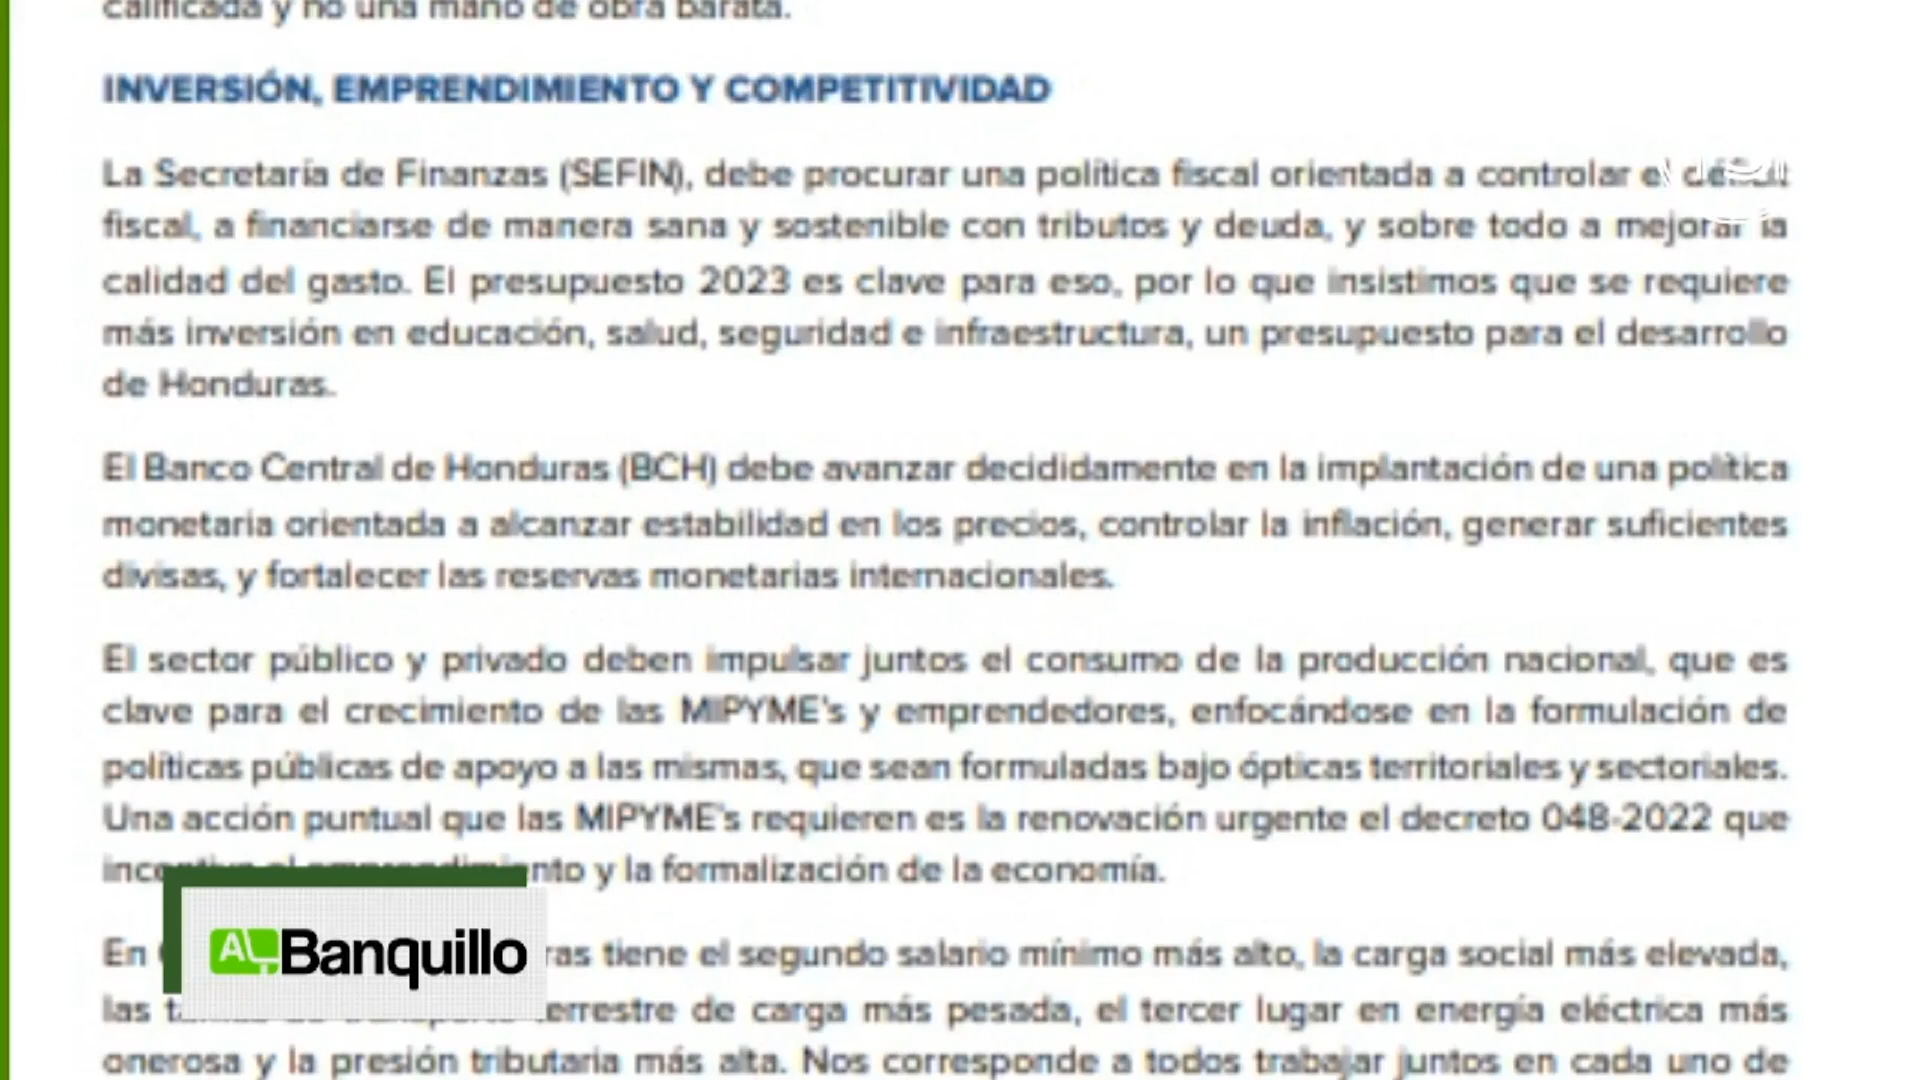 calificada y no una mano de obra barata.
INVERSIÓN, EMPRENDIMIENTO Y COMPETITIVIDAD
La Secretaría de Finanzas (SEFIN), debe procurar una política fiscal orientada a controlar
fiscal, a financiarse de manera sana y sostenible con tributos y deuda, y sobre todo a mejorar la
calidad del gasto. El presupuesto 2023 es clave para eso, por lo que insistimos que se requiere
más inversión en educación, salud, seguridad e infraestructura, un presupuesto para el desarrollo
de Honduras.
El Banco Central de Honduras (BCH) debe avanzar decididamente en la implantación de una política
monetaria orientada a alcanzar estabilidad en los precios, controlar la inflación, generar suficientes
divisas, y fortalecer las reservas monetarias internacionales.
El sector público y privado deben impulsar juntos el consumo de la producción nacional, que es
clave para el crecimiento de las MIPYME's y emprendedores, enfocándose en la formulación de
políticas públicas de apoyo a las mismas, que sean formuladas bajo ópticas territoriales y sectoriales.
Una acción puntual que las MIPYME's requieren es la renovación urgente el decreto 048-2022 que
y la formalización de la economía.
En tiene el segundo salario mínimo más alto, la carga social más elevada,
las terrestre de carga más pesada, el tercer lugar en energía eléctrica más
onerosa y la presión tributaria más alta. Nos corresponde a todos trabajar juntos en cada uno de
AL Banquillo